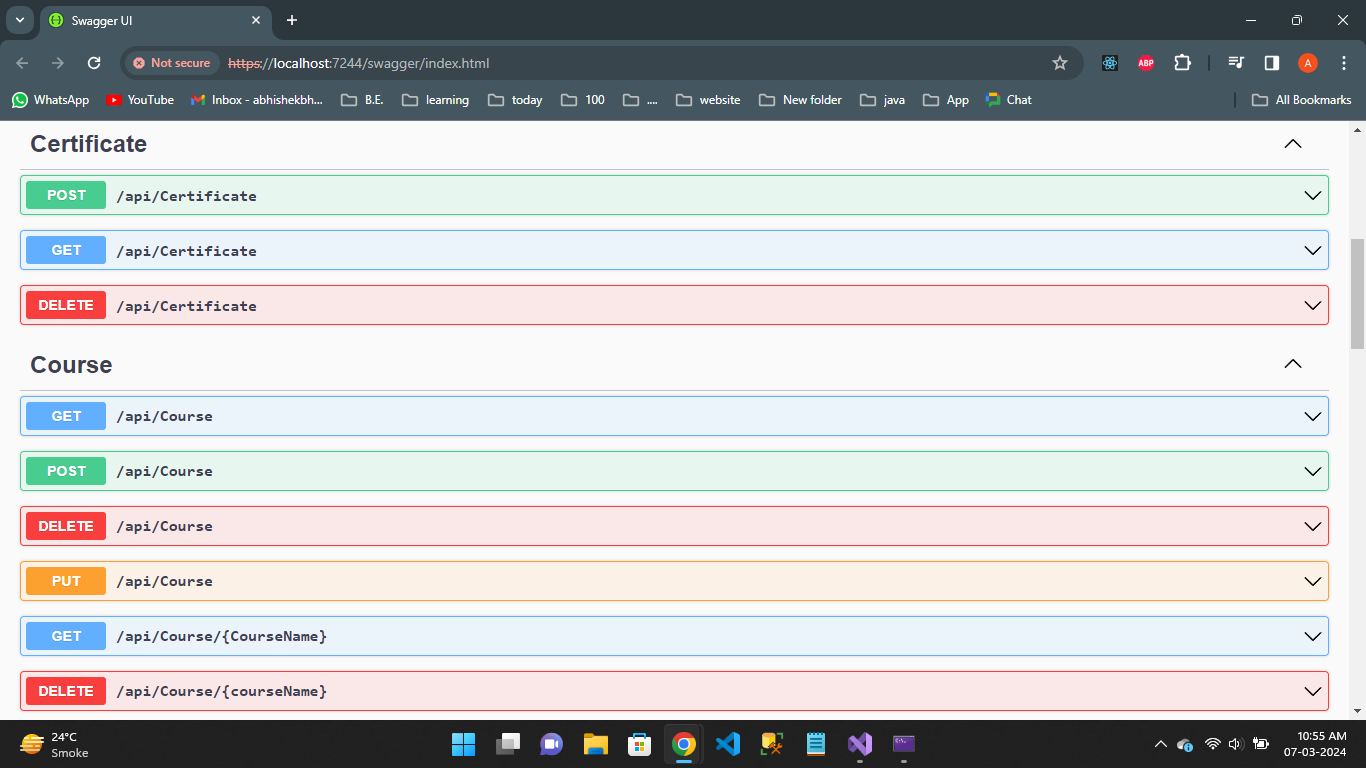 Swagger UI
Not secure https://localhost:7244/swagger/index.html
ABP
A
WhatsApp YouTube Inbox - abhishekbh... B.E. learning today 100 .... website New folder java App Chat All Bookmarks
Certificate
POST /api/Certificate
GET /api/Certificate
DELETE /api/Certificate
Course
GET /api/Course
POST /api/Course
DELETE /api/Course
PUT /api/Course
GET /api/Course/{CourseName}
DELETE /api/Course/{courseName}
24°C
Smoke
10:55 AM
07-03-2024